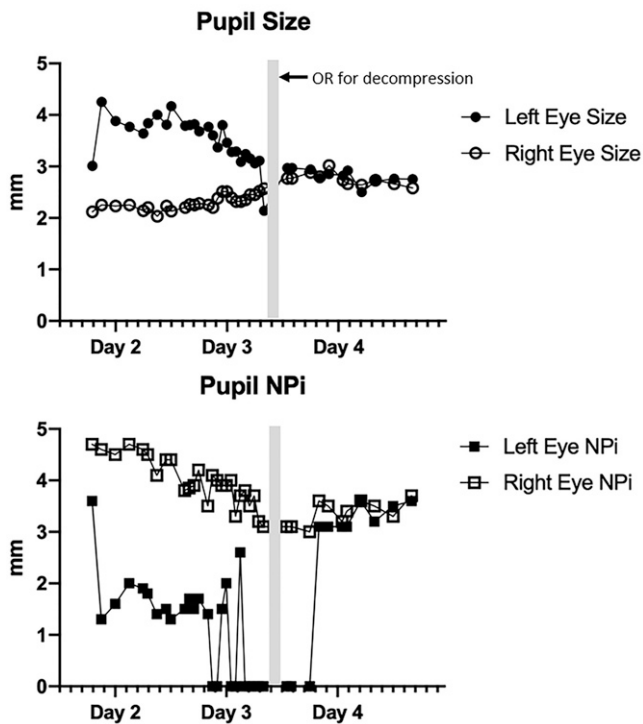 Pupil Size
5
OR for decompression
4
Left Eye Size
Right Eye Size
3
mm
2
1
0
Day 2 Day 3 Day 4
Pupil NPi
5
Left Eye NPi
4
Right Eye NPi
3
mm
2
1
0
Day 2 Day 3 Day 4